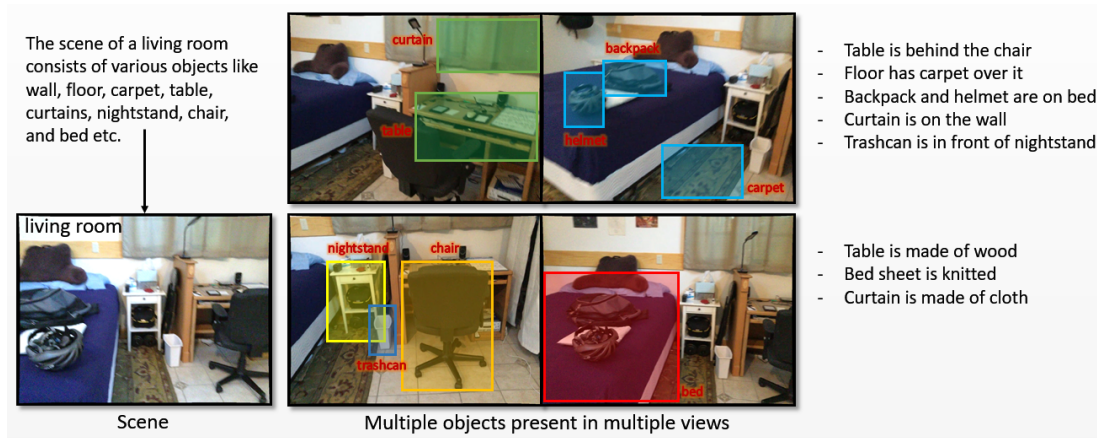 The scene of a living room
consists of various objects like
wall, floor, carpet, table,
curtains, nightstand, chair,
and bed etc.
living room
Scene
curtain
table
backpack
helmet
carpet
nightstand
chair
trashcan
bed
Multiple objects present in multiple views
- Table is behind the chair
- Floor has carpet over it
- Backpack and helmet are on bed
- Curtain is on the wall
- Trashcan is in front of nightstand
- Table is made of wood
- Bed sheet is knitted
- Curtain is made of cloth